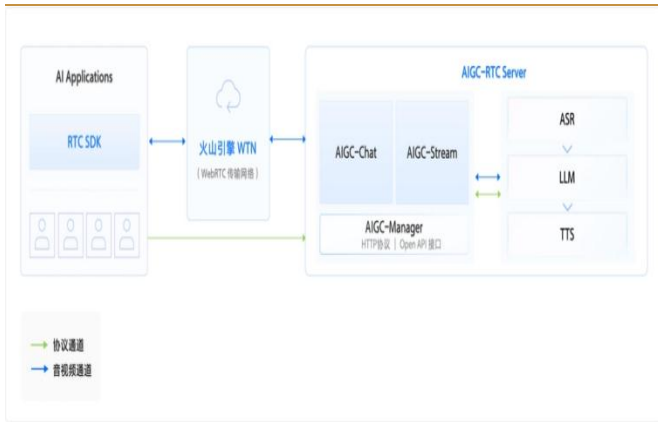 AI Applications
RTC SDK
火山引擎 WTN
(WebRTC 传输网络)
AIGC-RTC Server
AIGC-Chat
AIGC-Stream
AIGC-Manager
HTTP协议 | Open API 接口
ASR
LLM
TTS
协议通道
音视频通道